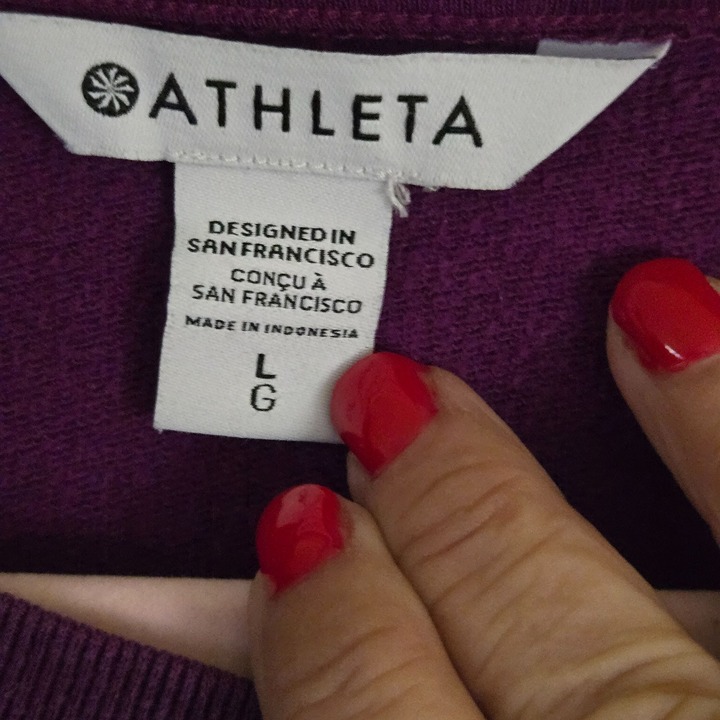 ATHLETA
DESIGNED IN
SAN FRANCISCO
CONÇU À
SAN FRANCISCO
MADE IN INDONESIA
L
G